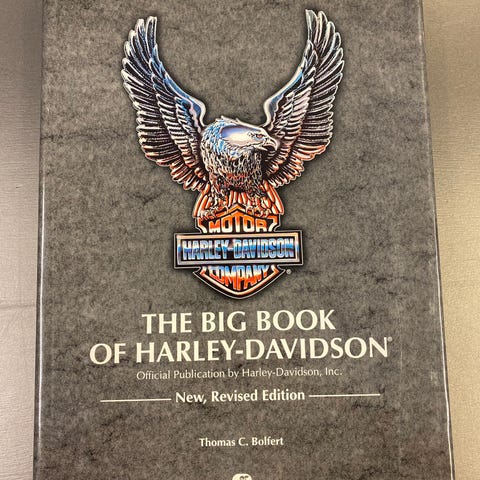 MOTOR
HARLEY-DAVIDSON
COMPANY
®
THE BIG BOOK
OF HARLEY-DAVIDSON®
Official Publication by Harley-Davidson, Inc.
New, Revised Edition
Thomas C. Bolfert